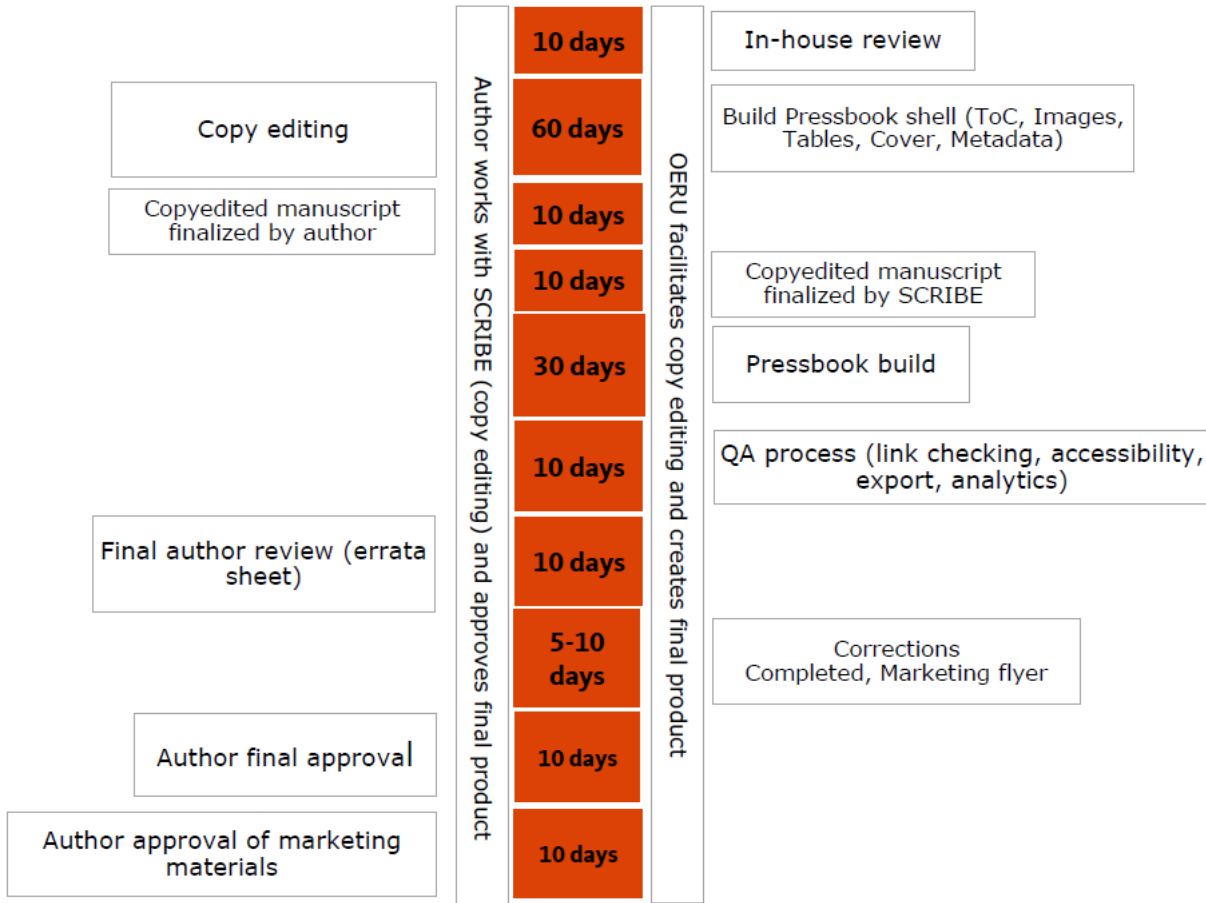 10 days
In-house review
Copy editing
60 days
Build Pressbook shell (ToC, Images,
Tables, Cover, Metadata)
Copyedited manuscript
finalized by author
10 days
10 days
Copyedited manuscript
finalized by SCRIBE
30 days
Pressbook build
10 days
QA process (link checking, accessibility,
export, analytics)
Final author review (errata
sheet)
10 days
5-10
days
Corrections
Completed, Marketing flyer
Author final approval
10 days
Author approval of marketing
materials
10 days
Author works with SCRIBE (copy editing) and approves final product
OERU facilitates copy editing and creates final product